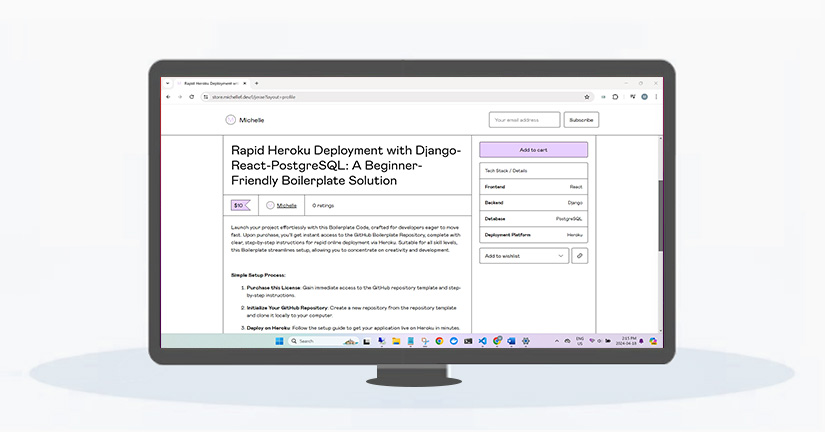 Rapid Heroku Deployment with
store.michellef.dev/l/jxnae?layout=profile
Michelle
Your email address
Subscribe
Rapid Heroku Deployment with Django-
React-PostgreSQL: A Beginner-
Friendly Boilerplate Solution
$10
Michelle
0 ratings
Launch your project effortlessly with this Boilerplate Code, crafted for developers eager to move
fast. Upon purchase, you'll get instant access to the GitHub Boilerplate Repository, complete with
clear, step-by-step instructions for rapid online deployment via Heroku. Suitable for all skill levels,
this Boilerplate streamlines setup, allowing you to concentrate on creativity and development.
Simple Setup Process:
1. Purchase this License: Gain immediate access to the GitHub repository template and step-
by-step instructions.
2. Initialize Your GitHub Repository: Create a new repository from the repository template
and clone it locally to your computer.
3. Deploy on Heroku: Follow the setup guide to get your application live on Heroku in minutes.
Add to cart
Tech Stack / Details
Frontend React
Backend Django
Database PostgreSQL
Deployment Platform Heroku
Add to wishlist
Search
ENG
US
2:15 PM
2024-04-18